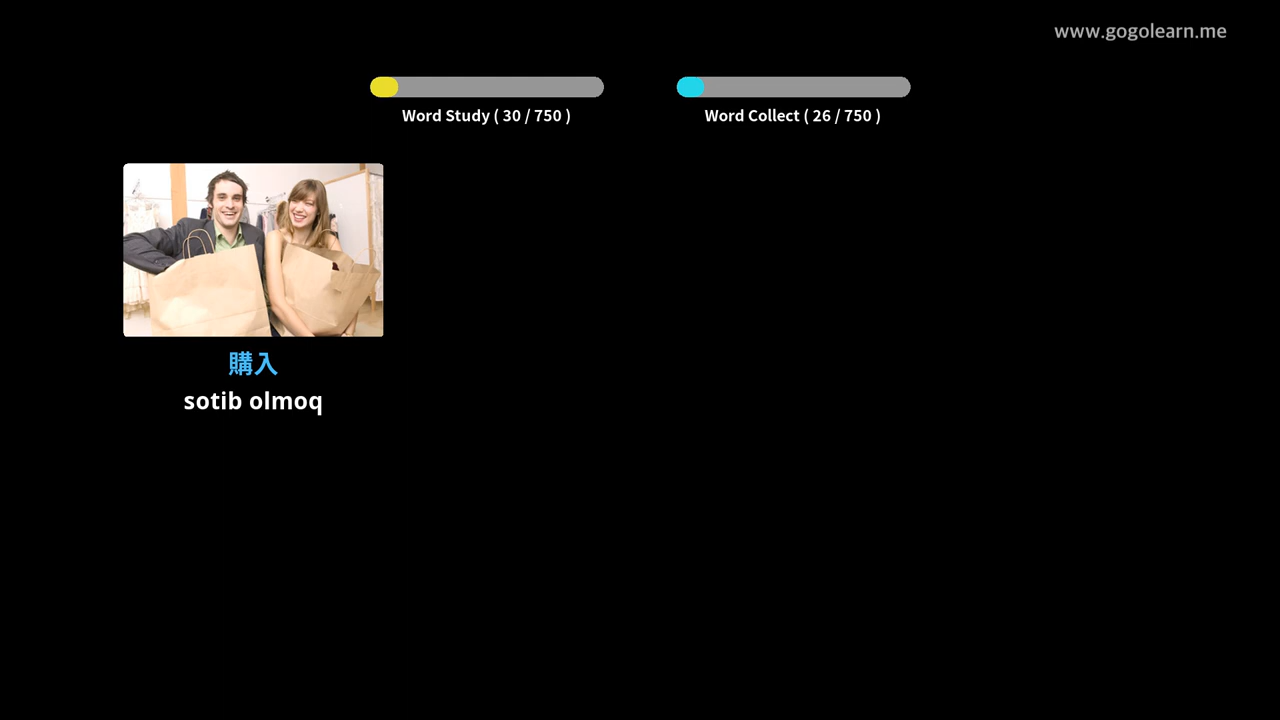 www.gogolearn.me
Word Study ( 30 / 750 )
Word Collect ( 26 / 750 )
購入
sotib olmoq